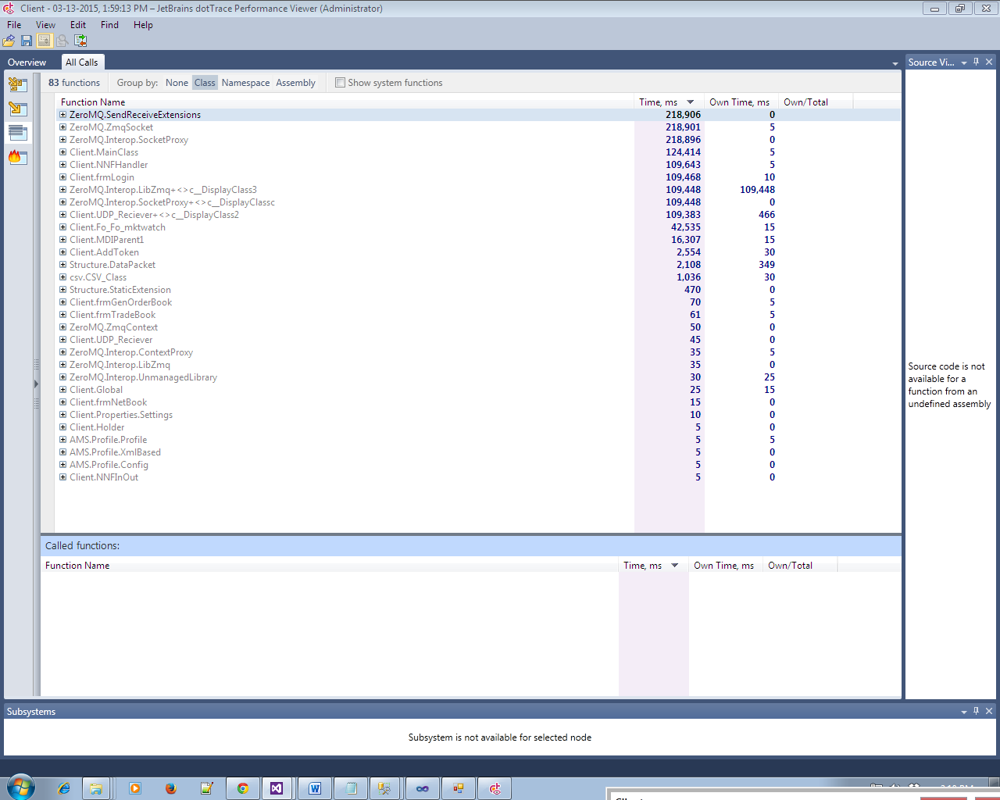 Client - 03-13-2015, 1:59:13 PM – JetBrains dotTrace Performance Viewer (Administrator)
File View Edit Find Help
Overview All Calls Source Vi...
83 functions Group by: None Class Namespace Assembly Show system functions
Function Name Time, ms Own Time, ms Own/Total
ZeroMQ.SendReceiveExtensions 218,906 0
ZeroMQ.ZmqSocket 218,901 5
ZeroMQ.Interop.SocketProxy 218,896 0
Client.MainClass 124,414 5
Client.NNFHandler 109,643 5
Client.frmLogin 109,468 10
ZeroMQ.Interop.LibZmq+<>c__DisplayClass3 109,448 109,448
ZeroMQ.Interop.SocketProxy+<>c__DisplayClassc 109,448 0
Client.UDP_Reciever+<>c__DisplayClass2 109,383 466
Client.Fo_Fo_mktwatch 42,535 15
Client.MDIParent1 16,307 15
Client.AddToken 2,554 30
Structure.DataPacket 2,108 349
csv.CSV_Class 1,036 30
Structure.StaticExtension 470 0
Client.frmGenOrderBook 70 5
Client.frmTradeBook 61 5
ZeroMQ.ZmqContext 50 0
Client.UDP_Reciever 45 0
ZeroMQ.Interop.ContextProxy 35 5
ZeroMQ.Interop.LibZmq 35 0
ZeroMQ.Interop.UnmanagedLibrary 30 25
Client.Global 25 15
Client.frmNetBook 15 0
Client.Properties.Settings 10 0
Client.Holder 5 0
AMS.Profile.Profile 5 5
AMS.Profile.XmlBased 5 0
AMS.Profile.Config 5 0
Client.NNFInOut 5 0
Source code is not
available for a
function from an
undefined assembly
Called functions:
Function Name Time, ms Own Time, ms Own/Total
Subsystems
Subsystem is not available for selected node